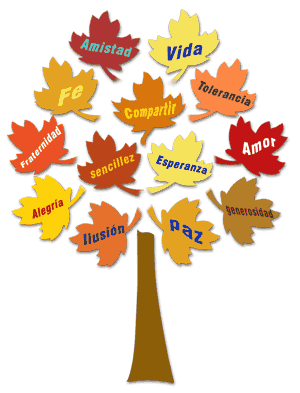 Amistad
Vida
Fe
Compartir
Tolerancia
Fraternidad
sencillez
Esperanza
Amor
Alegría
Ilusión
paz
generosidad